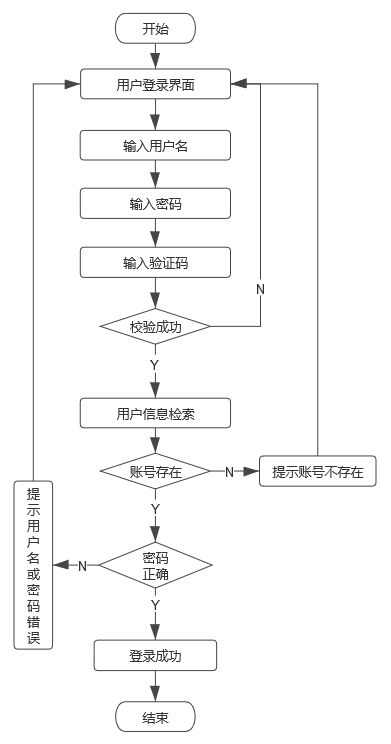 开始
用户登录界面
输入用户名
输入密码
输入验证码
N
校验成功
Y
用户信息检索
账号存在
N
提示账号不存在
提示用户名或密码错误
Y
密码
正确
N
Y
登录成功
结束